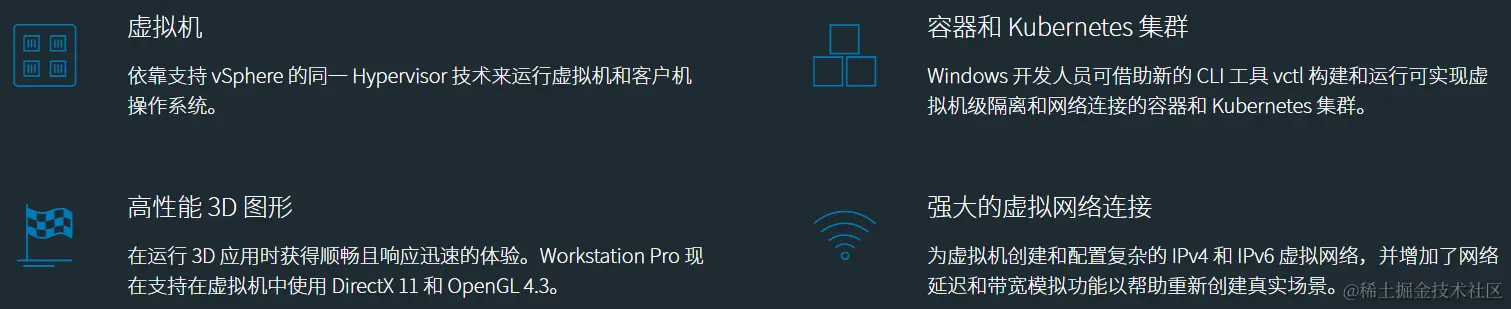 虚拟机
依靠支持 vSphere 的同一 Hypervisor 技术来运行虚拟机和客户机
操作系统。
容器和 Kubernetes 集群
Windows 开发人员可借助新的 CLI 工具 vctl 构建和运行可实现虚
拟机级隔离和网络连接的容器和 Kubernetes 集群。
高性能 3D 图形
在运行 3D 应用时获得顺畅且响应迅速的体验。Workstation Pro 现
在支持在虚拟机中使用 DirectX 11 和 OpenGL 4.3。
强大的虚拟网络连接
为虚拟机创建和配置复杂的 IPv4 和 IPv6 虚拟网络，并增加了网络
延迟和带宽模拟功能以帮助重新创建真实场景。
@稀土掘金技术社区